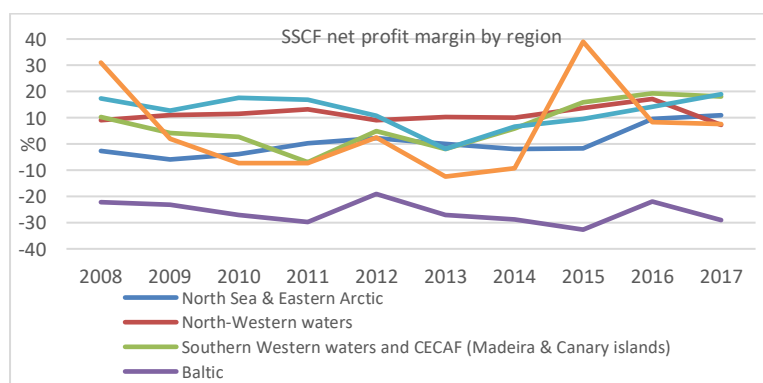 SSCF net profit margin by region
40
30
20
10
0
-10
-20
-30
-40
%
2008 2009 2010 2011 2012 2013 2014 2015 2016 2017
North Sea & Eastern Arctic
North-Western waters
Southern Western waters and CECAF (Madeira & Canary islands)
Baltic